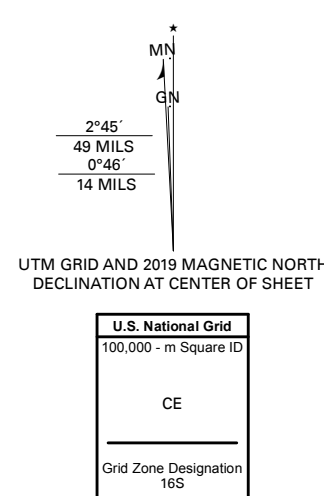 ★
MN
GN
2°45´
49 MILS
0°46´
14 MILS
UTM GRID AND 2019 MAGNETIC NORTH
DECLINATION AT CENTER OF SHEET
U.S. National Grid
100,000 - m Square ID
CE
Grid Zone Designation
16S